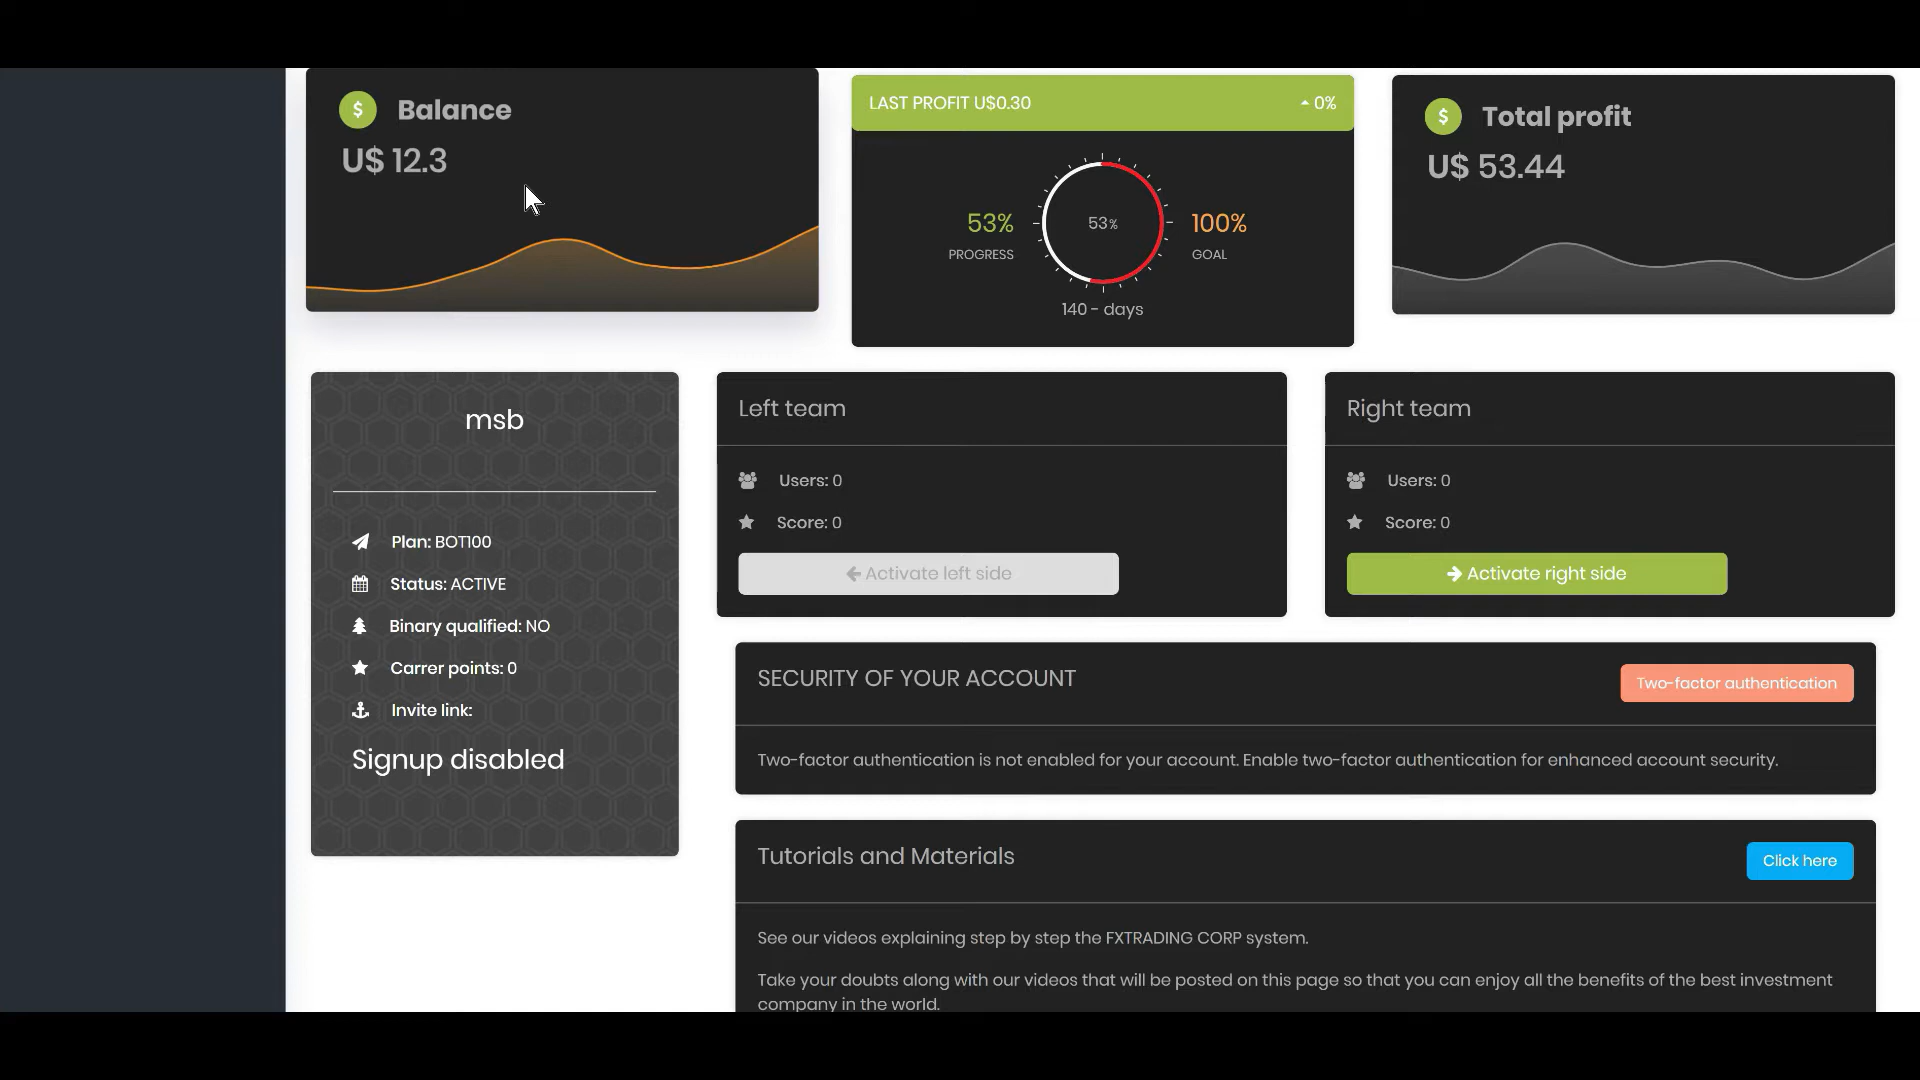 $ Balance
U$ 12.3
LAST PROFIT U$0.30 0%
53% PROGRESS
53%
100% GOAL
140 - days
$ Total profit
U$ 53.44
msb
Plan: BOT100
Status: ACTIVE
Binary qualified: NO
Carrer points: 0
Invite link:
Signup disabled
Left team
Users: 0
Score: 0
Activate left side
Right team
Users: 0
Score: 0
Activate right side
SECURITY OF YOUR ACCOUNT
Two-factor authentication
Two-factor authentication is not enabled for your account. Enable two-factor authentication for enhanced account security.
Tutorials and Materials
Click here
See our videos explaining step by step the FXTRADING CORP system.
Take your doubts along with our videos that will be posted on this page so that you can enjoy all the benefits of the best investment
company in the world.